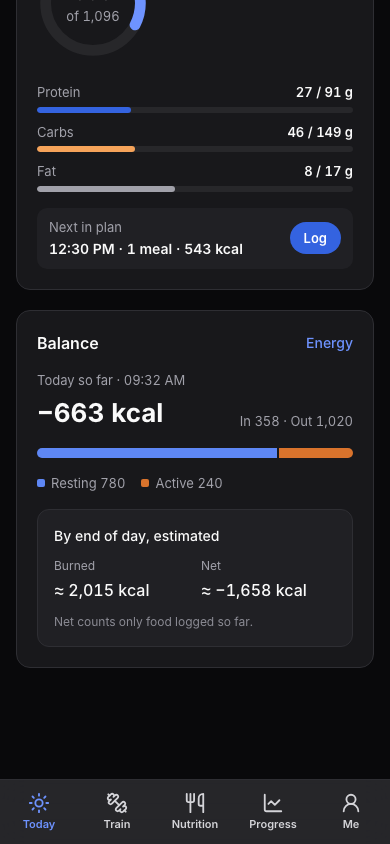 of 1,096
Protein 27 / 91 g
Carbs 46 / 149 g
Fat 8 / 17 g
Next in plan
12:30 PM · 1 meal · 543 kcal
Log
Balance Energy
Today so far · 09:32 AM
−663 kcal In 358 · Out 1,020
Resting 780 Active 240
By end of day, estimated
Burned Net
≈ 2,015 kcal ≈ −1,658 kcal
Net counts only food logged so far.
Today Train Nutrition Progress Me